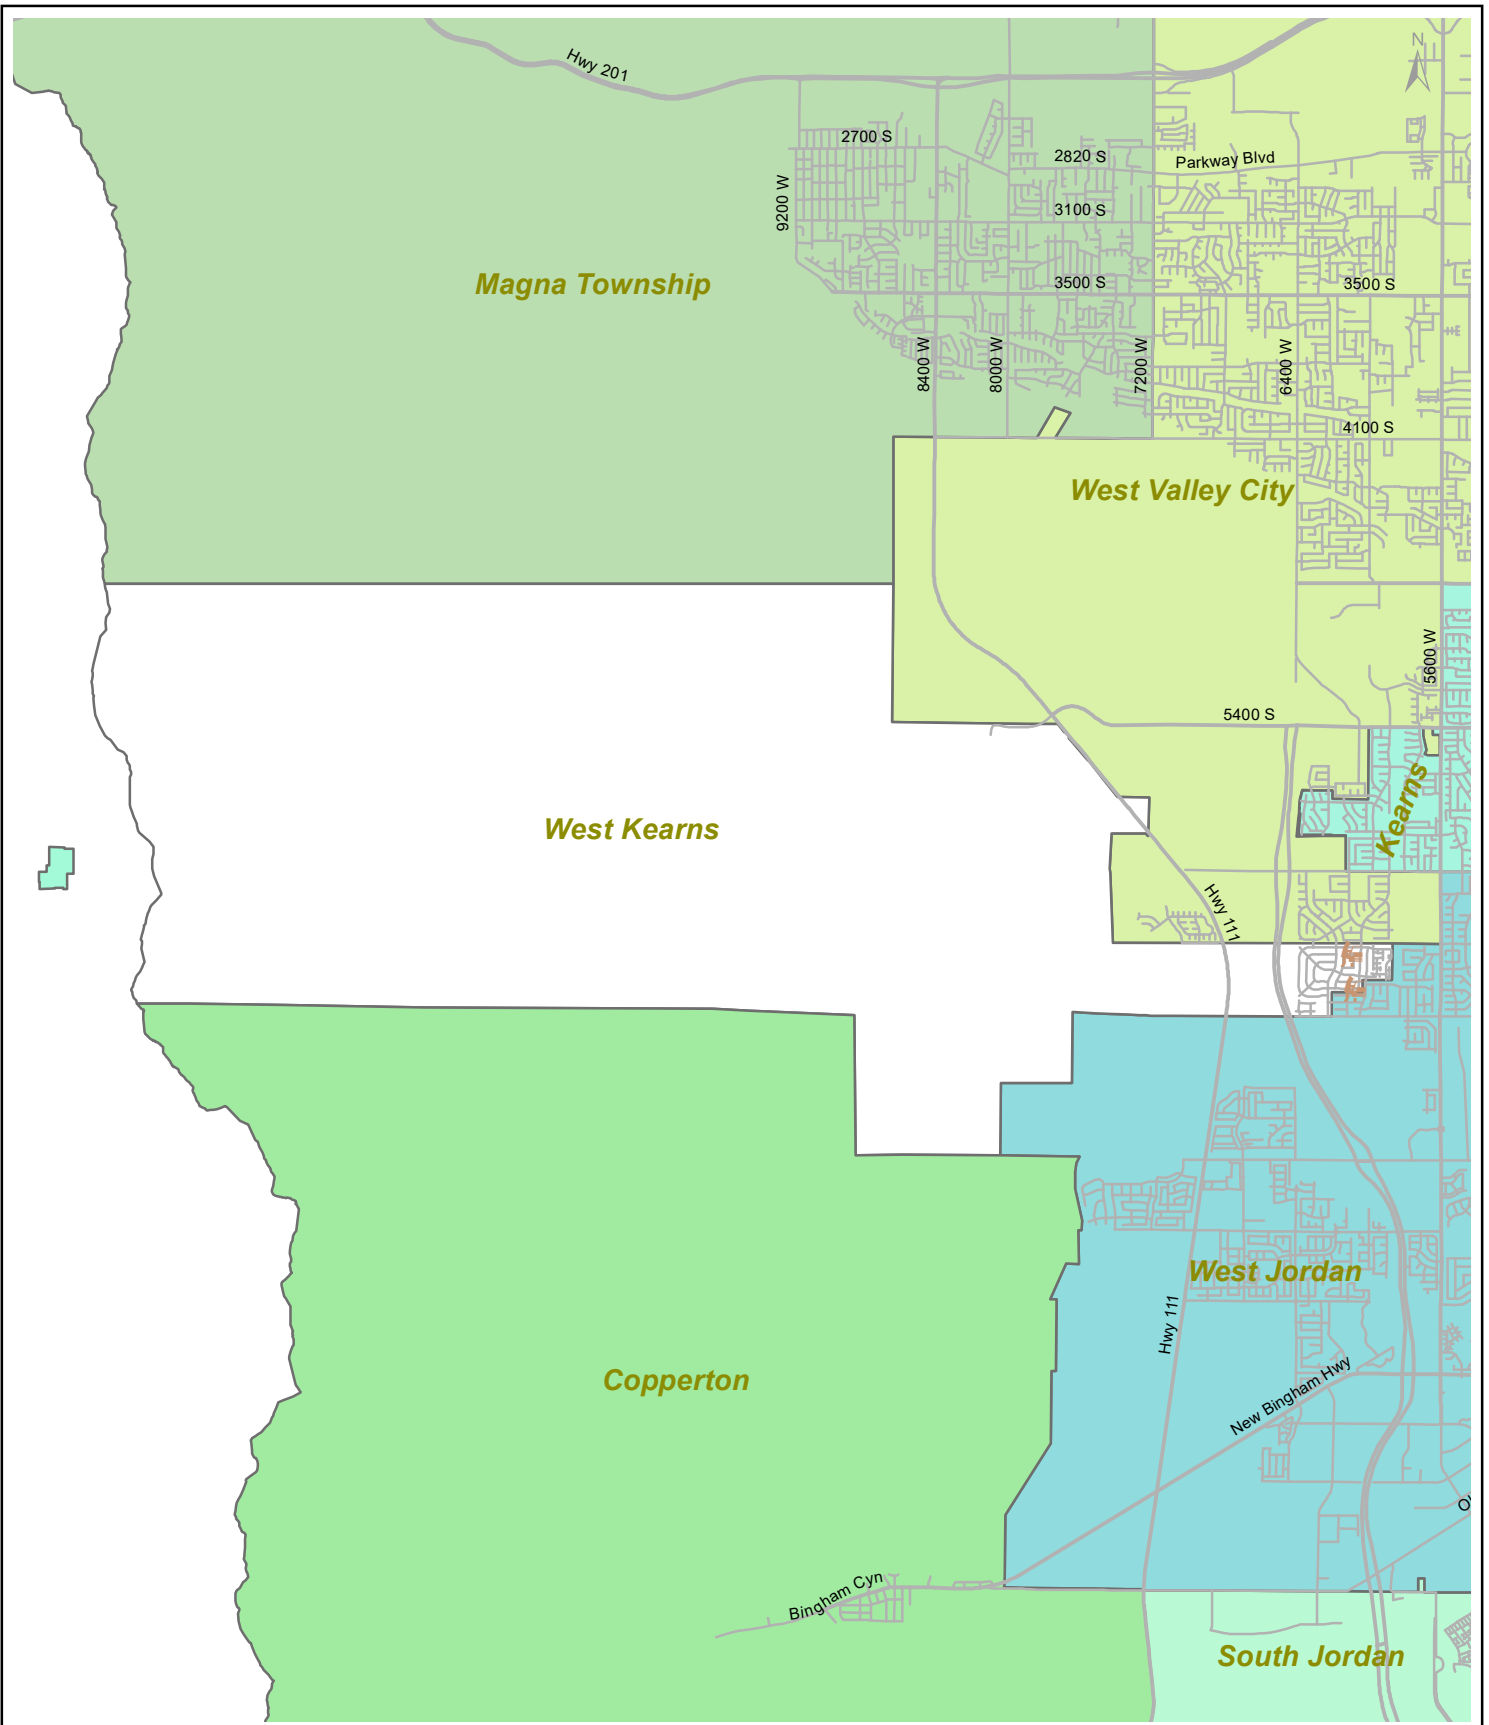 N
Hwy 201
2700 S
2820 S
Parkway Blvd
9200 W
3100 S
Magna Township
3500 S
3500 S
8400 W
8000 W
7200 W
6400 W
4100 S
West Valley City
5600 W
5400 S
West Kearns
Kearns
Hwy 111
West Jordan
Hwy 111
Copperton
New Bingham Hwy
Bingham Cyn
South Jordan